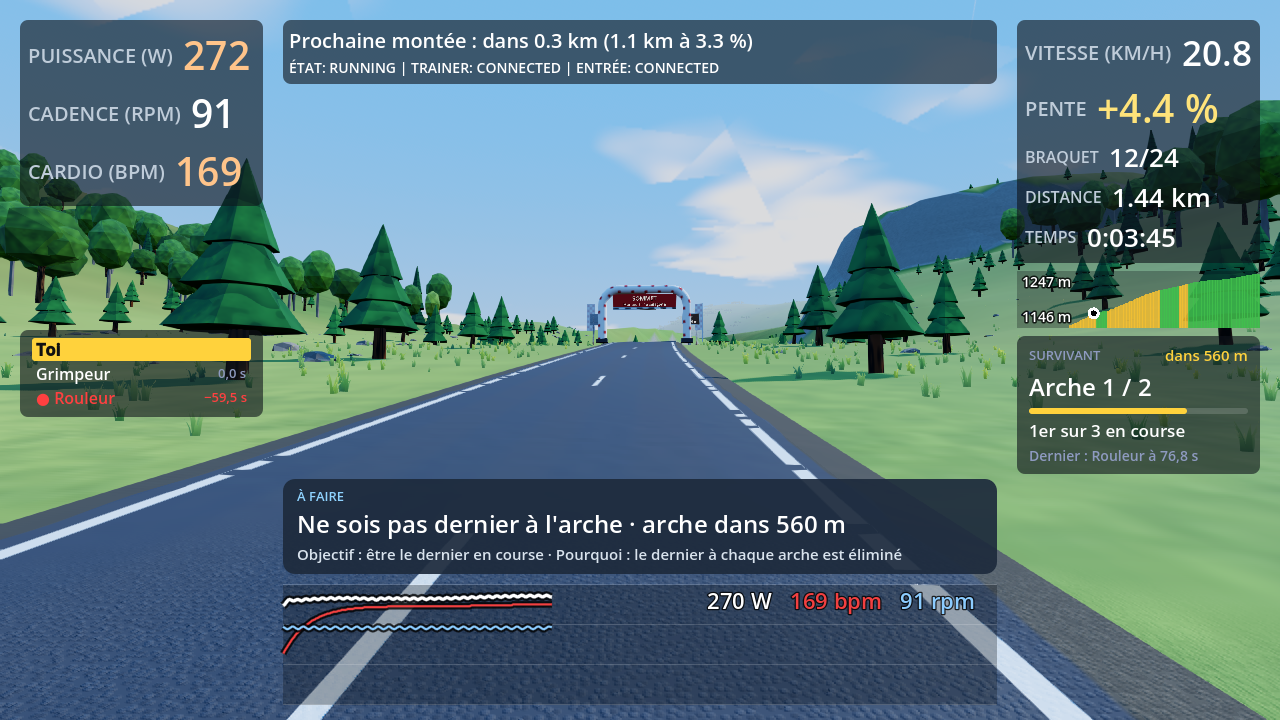 PUISSANCE (W) 272
CADENCE (RPM) 91
CARDIO (BPM) 169
Prochaine montée : dans 0.3 km (1.1 km à 3.3 %)
ÉTAT: RUNNING | TRAINER: CONNECTED | ENTRÉE: CONNECTED
VITESSE (KM/H) 20.8
PENTE +4.4 %
BRAQUET 12/24
DISTANCE 1.44 km
TEMPS 0:03:45
1247 m
1146 m
SOMMET
Toi
Grimpeur 0,0 s
Rouleur −59,5 s
SURVIVANT dans 560 m
Arche 1 / 2
1er sur 3 en course
Dernier : Rouleur à 76,8 s
À FAIRE
Ne sois pas dernier à l'arche · arche dans 560 m
Objectif : être le dernier en course · Pourquoi : le dernier à chaque arche est éliminé
270 W 169 bpm 91 rpm